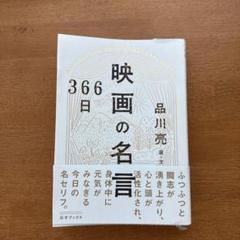 366日
映画の名言
品川亮
ふつふつと
闘志が
湧き上がり、
心と頭が
活性化され、
身体中に
元気が
みなぎる
今日の
名セリフ。